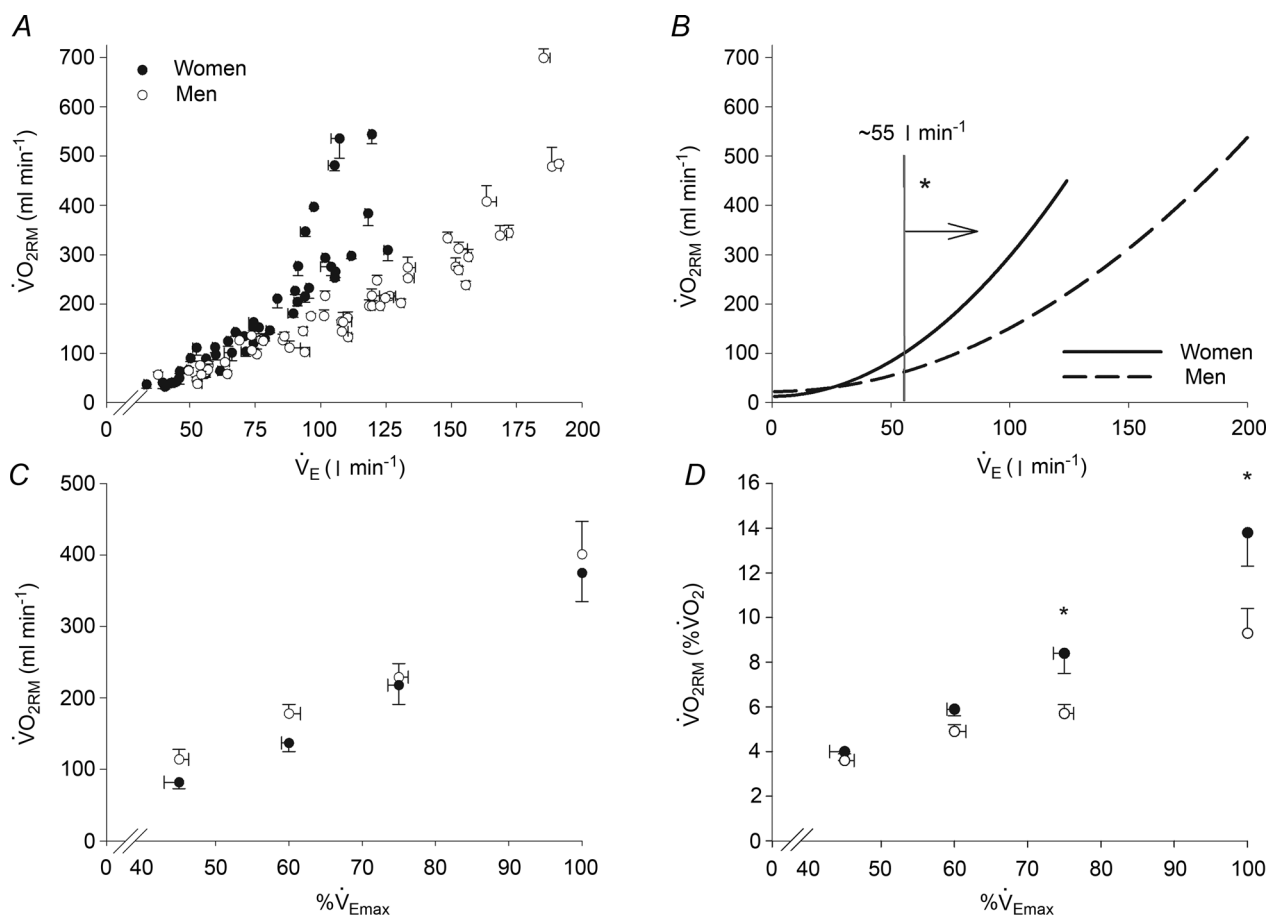 A
700
600
500
400
300
200
100
0
V̇O2RM (ml min-1)
Women
Men
0
50
75
100
125
150
175
200
V̇E (l min-1)
B
700
600
500
400
300
200
100
0
V̇O2RM (ml min-1)
~55 l min-1
*
Women
Men
0
50
100
150
200
V̇E (l min-1)
C
500
400
300
200
100
0
V̇O2RM (ml min-1)
0 40 50 60 70 80 90 100
%V̇Emax
D
16
14
12
10
8
6
4
2
0
V̇O2RM (%V̇O2)
*
*
0 40 50 60 70 80 90 100
%V̇Emax